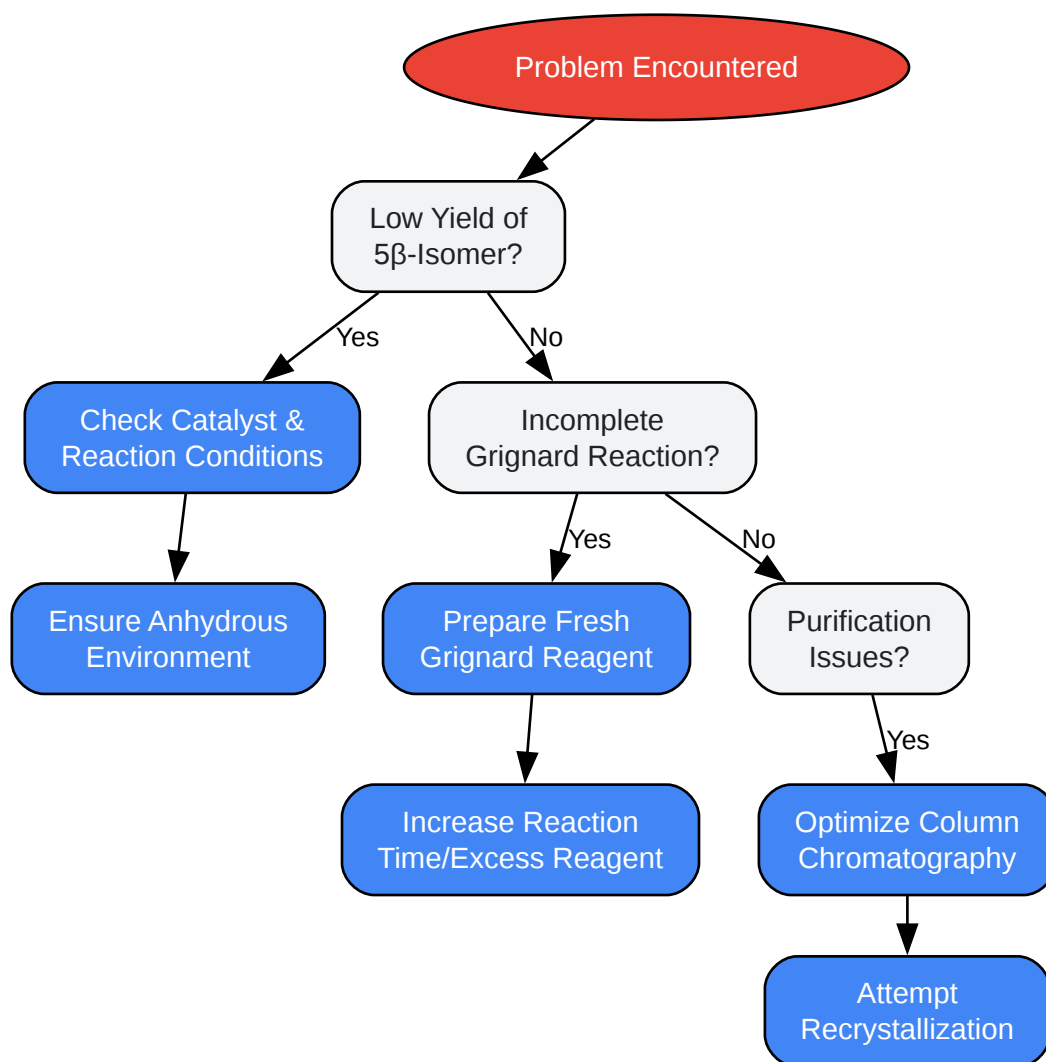 Problem Encountered
Low Yield of
5β-Isomer?
Yes
No
Check Catalyst &
Reaction Conditions
Incomplete
Grignard Reaction?
Yes
No
Ensure Anhydrous
Environment
Prepare Fresh
Grignard Reagent
Purification
Issues?
Yes
Increase Reaction
Time/Excess Reagent
Optimize Column
Chromatography
Attempt
Recrystallization